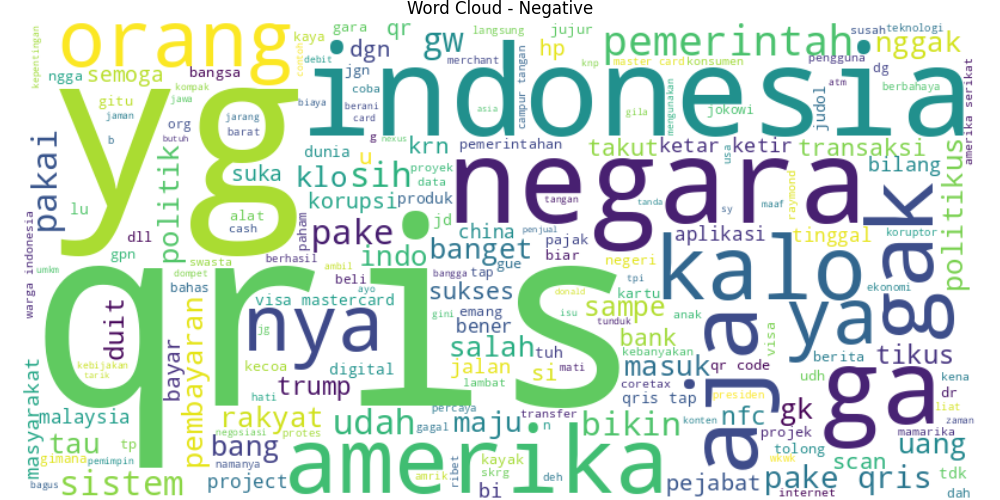 Word Cloud - Negative
kepentingan
orang
kaya
contoh
gara
debit
dgn
qr
gw
langsung
merchant
jujur
hp
knp
pemerintah
master card
konsumen
susah
teknologi
nggak
pengguna
dg
ngga
semoga
bangsa
kompak
jawa
gitu
jaman
org
b
butuh
biaya
jarang
barat
jgn
coba
berani
card
g
nexus
indonesia
asia
campur tangan
gila
mengunakan
jokowi
atm
judol
berbahaya
amerika serikat
yg
pakai
politik
dunia
u
krn
pemerintahan
takut
ketar ketir
usa
transaksi
bilang
suka
klo
sih
proyek
data
negara
tangan
tanda
sy
maaf
raymond
gak
politikus
lu
alat
cash
korupsi
produk
paham
pake
jd
china
penjual
pajak
aplikasi
tinggal
koruptor
warga indonesia
dll
gpn
swasta
berhasil
indo
banget
gue
biar
negeri
kalo
umkm
bahas
dompet
ambil
bangga
tap
tpi
kartu
ekonomi
qris
duit
bayar
pembayaran
visa mastercard
beli
ayo
sukses
donald
isu
sampe
anak
aja
ya
visa
jg
nya
gini
emang
bener
tunduk
bank
kebanyakan
berita
tikus
masyarakat
kebijakan
tarik
kecoa
trump
digital
salah
tuh
mati
masuk
qr code
udh
kena
jalan
si
lambat
coretax
presiden
ga
dr
liat
malaysia
hati
rakyat
udah
percaya
maju
transfer
n
bikin
qris tap
konten
nfc
gk
zaman
tau
tp
bang
negosiasi
protes
gagal
projek
mamarika
uang
gimana
pemimpin
namanya
amerika
amrik
ribet
kayak
skrg
wkwk
tolong
scan
tdk
bagus
sistem
project
bi
deh
pejabat
pake qris
internet
dah